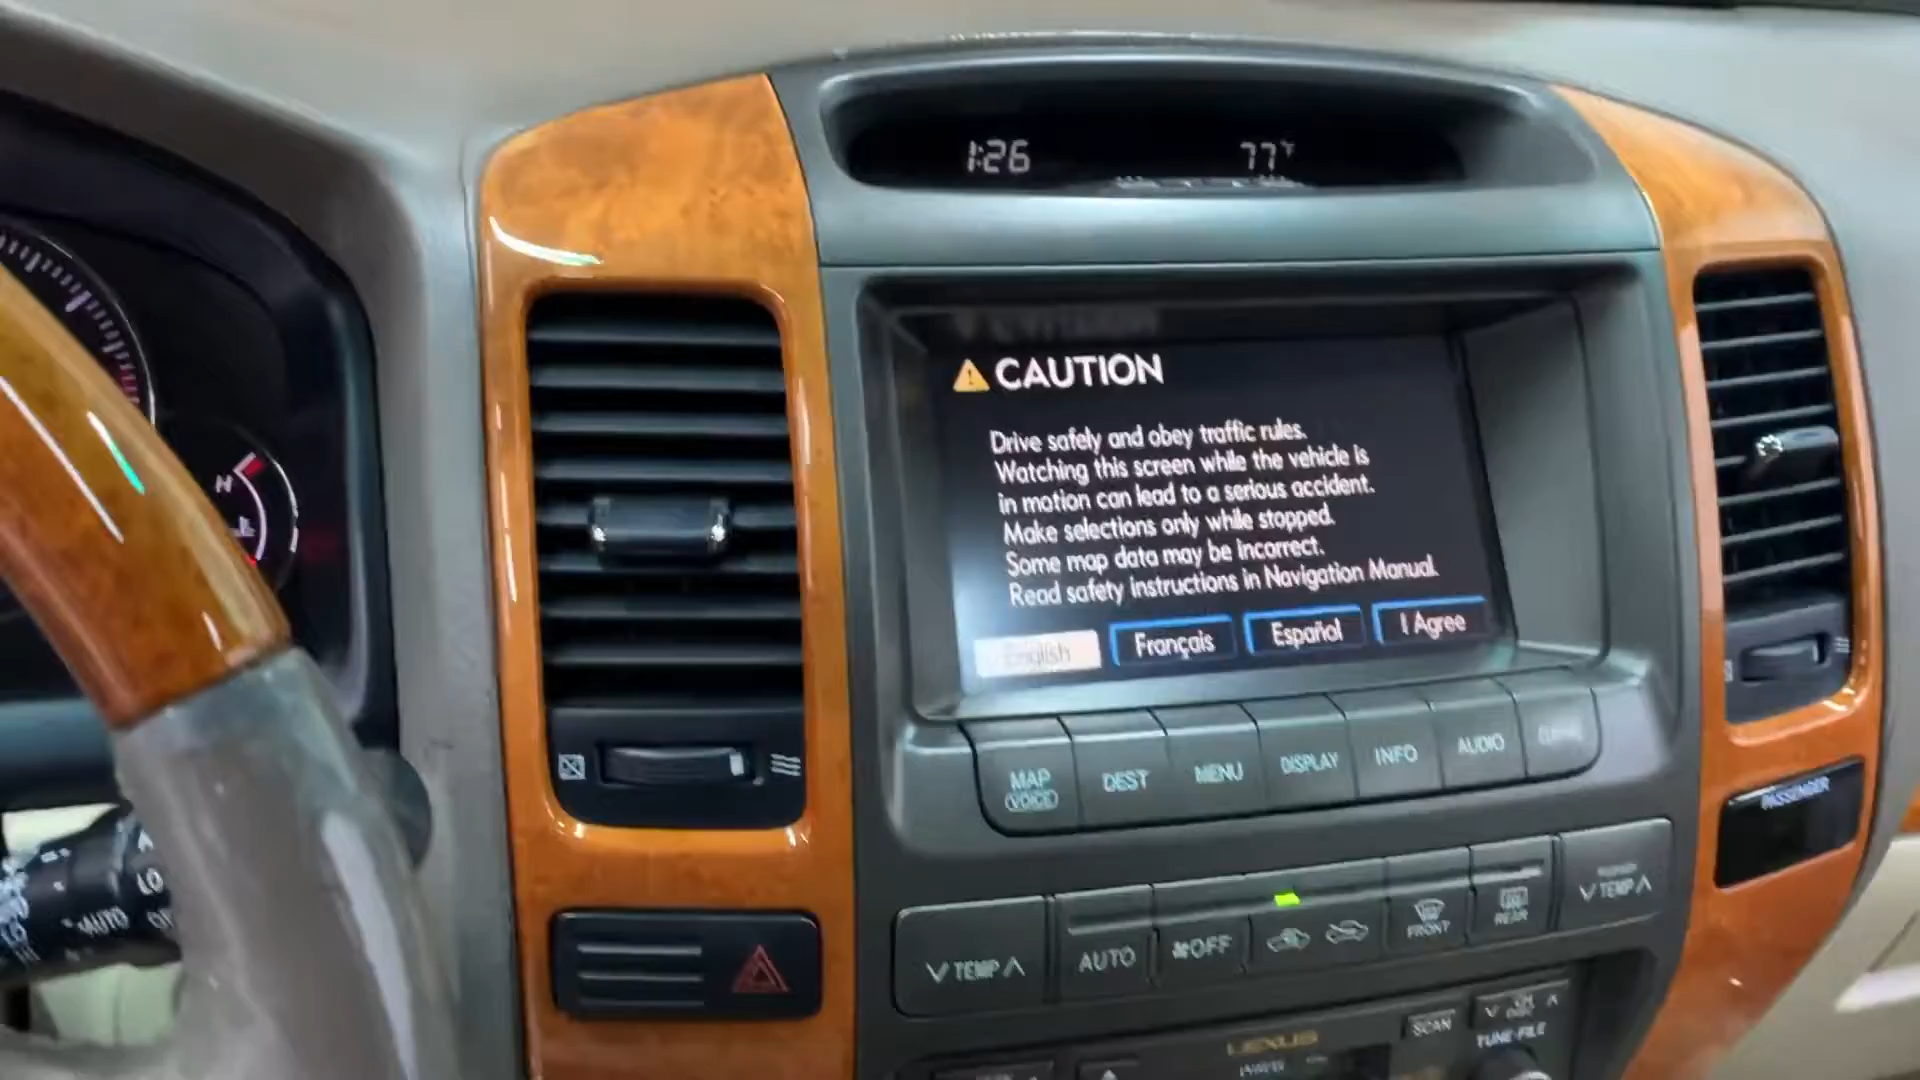 1:26
77°F
CAUTION
Drive safely and obey traffic rules.
Watching this screen while the vehicle is
in motion can lead to a serious accident.
Make selections only while stopped.
Some map data may be incorrect.
Read safety instructions in Navigation Manual.
English Français Español I Agree
MAP DEST MENU DISPLAY INFO AUDIO CLIMATE
VOICE
PASSENGER
TEMP AUTO OFF FRONT REAR TEMP
H
AUTO
LO
SCAN
DISC
TUNE·FILE
LEXUS